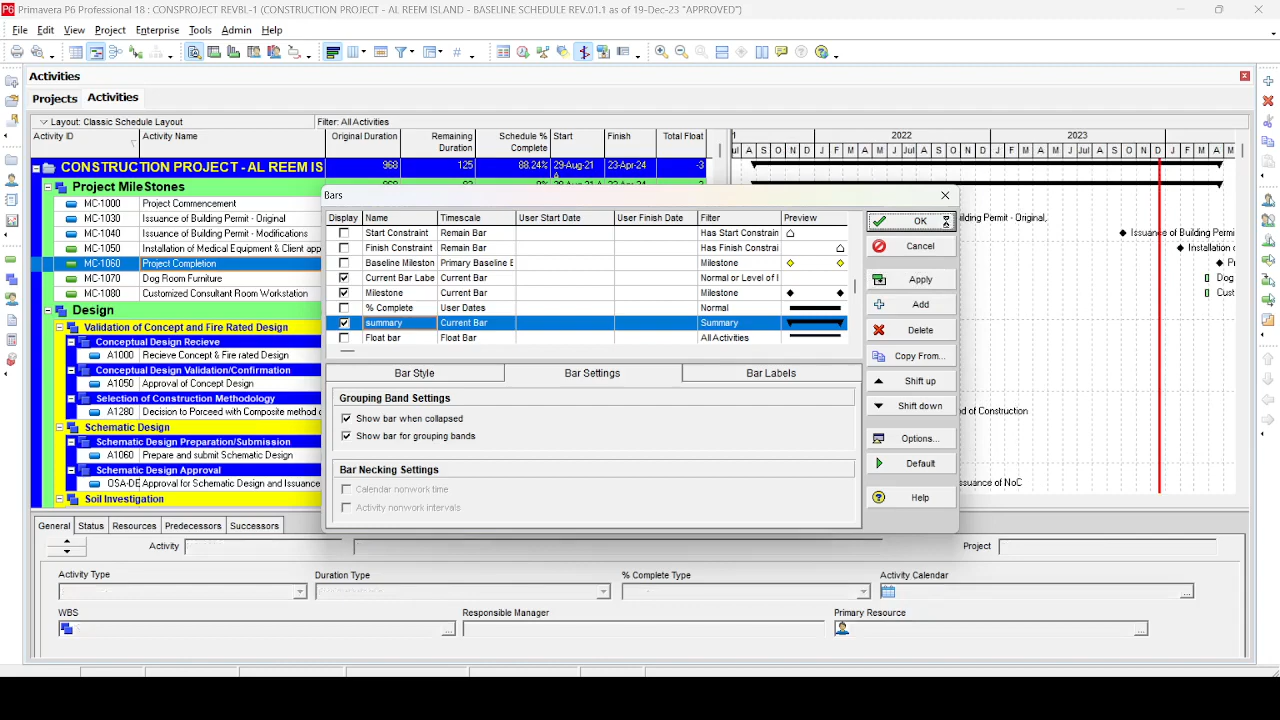 Primavera P6 Professional 18 : CONSPROJECT REVBL-1 (CONSTRUCTION PROJECT - AL REEM ISLAND - BASELINE SCHEDULE REV.01.1 as of 19-Dec-23 "APPROVED")
File Edit View Project Enterprise Tools Admin Help
Activities
Projects Activities
Layout: Classic Schedule Layout Filter: All Activities
Activity ID Activity Name Original Duration Remaining Duration Schedule % Complete Start Finish Total Float
2022 2023
A S O N D J F M A M J Jul A S O N D J F M A M J Jul A S O N D J F M A M
CONSTRUCTION PROJECT - AL REEM IS 968 125 88.24% 29-Aug-21 A 23-Apr-24 -3
Project MileStones
MC-1000 Project Commencement
MC-1030 Issuance of Building Permit - Original
MC-1040 Issuance of Building Permit - Modifications
MC-1050 Installation of Medical Equipment & Client app
MC-1060 Project Completion
MC-1070 Dog Room Furniture
MC-1080 Customized Consultant Room Workstation
Design
Validation of Concept and Fire Rated Design
Conceptual Design Recieve
A1000 Recieve Concept & Fire rated Design
Conceptual Design Validation/Confirmation
A1050 Approval of Concept Design
Selection of Construction Methodology
A1280 Decision to Porceed with Composite method o
Schematic Design
Schematic Design Preparation/Submission
A1060 Prepare and submit Schematic Design
Schematic Design Approval
OSA-DE Approval for Schematic Design and Issuance
Soil Investigation
Bars
Display Name Timescale User Start Date User Finish Date Filter Preview
Start Constraint Remain Bar Has Start Constrain
Finish Constraint Remain Bar Has Finish Constrai
Baseline Mileston Primary Baseline E Milestone
Current Bar Labe Current Bar Normal or Level of I
Milestone Current Bar Milestone
% Complete User Dates Normal
summary Current Bar Summary
Float bar Float Bar All Activities
Bar Style Bar Settings Bar Labels
Grouping Band Settings
Show bar when collapsed
Show bar for grouping bands
Bar Necking Settings
Calendar nonwork time
Activity nonwork intervals
OK
Cancel
Apply
Add
Delete
Copy From...
Shift up
Shift down
Options...
Default
Help
ilding Permit - Original,
Issuance of Building Permi
Installation o
Pr
Dog
Cust
d of Construction
ssuance of NoC
General Status Resources Predecessors Successors
Activity Project
Activity Type Duration Type % Complete Type Activity Calendar
WBS Responsible Manager Primary Resource